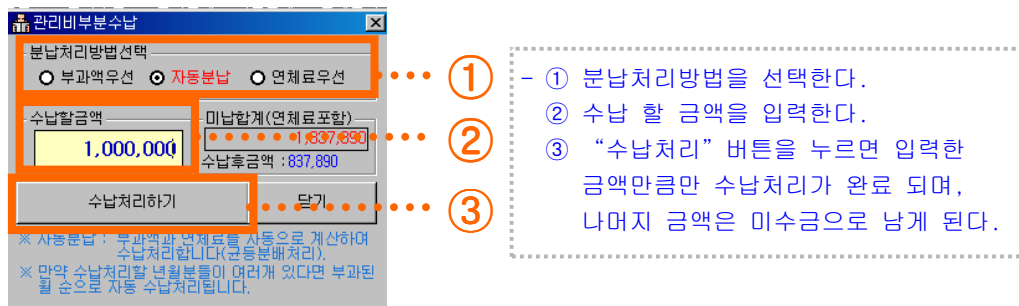 관리비부분수납
분납처리방법선택
부과액우선 자동분납 연체료우선
수납할금액
1,000,000
미납합계(연체료포함)
1,837,890
수납후금액 :837,890
수납처리하기
닫기
※ 자동분납 : 부과액과 연체료를 자동으로 계산하며
수납처리합니다(균등분배처리).
※ 만약 수납처리할 년월분들이 여러개 있다면 부과된
월 순으로 자동 수납처리됩니다.
①
②
③
- ① 분납처리방법을 선택한다.
② 수납 할 금액을 입력한다.
③ “수납처리”버튼을 누르면 입력한
금액만큼만 수납처리가 완료 되며,
나머지 금액은 미수금으로 남게 된다.